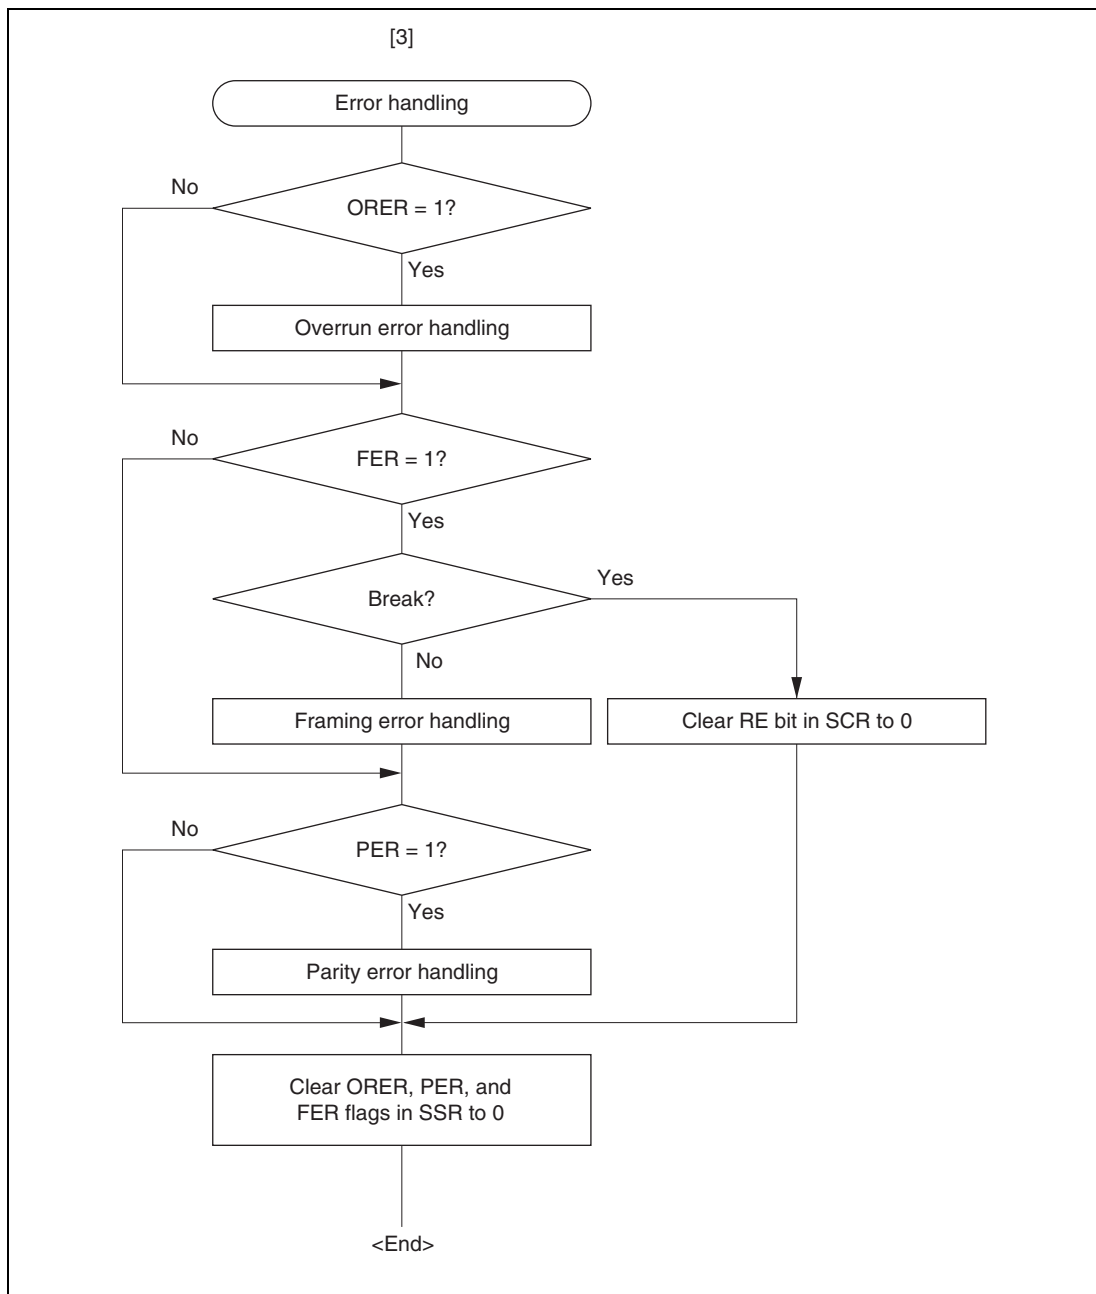 [3]
Error handling
No
ORER = 1?
Yes
Overrun error handling
No
FER = 1?
Yes
Yes
Break?
No
Framing error handling
Clear RE bit in SCR to 0
No
PER = 1?
Yes
Parity error handling
Clear ORER, PER, and
FER flags in SSR to 0
<End>